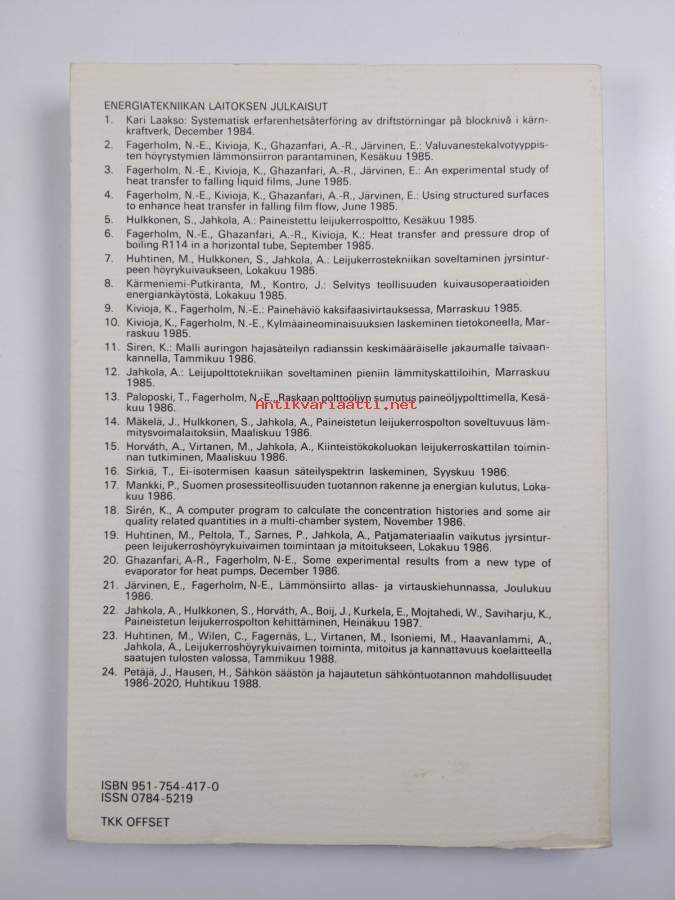 ENERGIATEKNIIKAN LAITOKSEN JULKAISUT
1. Kari Laakso: Systematisk erfarenhetsåterföring av driftstörningar på blocknivå i kärn-
kraftverk, December 1984.
2. Fagerholm, N.-E., Kivioja, K., Ghazanfari, A.-R., Järvinen, E.: Valuvanestekalvotyyppis-
ten höyrystymien lämmönsiirron parantaminen, Kesäkuu 1985.
3. Fagerholm, N.-E., Kivioja, K., Ghazanfari, A.-R., Järvinen, E.: An experimental study of
heat transfer to falling liquid films, June 1985.
4. Fagerholm, N.-E., Kivioja, K., Ghazanfari, A.-R., Järvinen, E.: Using structured surfaces
to enhance heat transfer in falling film flow, June 1985.
5. Hulkkonen, S., Jahkola, A.: Paineistettu leijukerrospoltto, Kesäkuu 1985.
6. Fagerholm, N.-E., Ghazanfari, A.-R., Kivioja, K.: Heat transfer and pressure drop of
boiling R114 in a horizontal tube, September 1985.
7. Huhtinen, M., Hulkkonen, S., Jahkola, A.: Leijukerrostekniikan soveltaminen jyrsintur-
peen höyrykuivaukseen, Lokakuu 1985.
8. Kärmeniemi-Putkiranta, M., Kontro, J.: Selvitys teollisuuden kuivausoperaatioiden
energiankäytöstä, Lokakuu 1985.
9. Kivioja, K., Fagerholm, N.-E.: Painehäviö kaksifaasivirtauksessa, Marraskuu 1985.
10. Kivioja, K., Fagerholm, N.-E., Kylmäaineominaisuuksien laskeminen tietokoneella, Mar-
raskuu 1985.
11. Siren, K.: Malli auringon hajasäteilyn radianssin keskimääräiselle jakaumalle taivaan-
kannella, Tammikuu 1986.
12. Jahkola, A.: Leijupolttotekniikan soveltaminen pieniin lämmityskattiloihin, Marraskuu
1985.
13. Paloposki, T., Fagerholm, N.-E., Raskaan polttoöljyn sumutus paineöljypolttimella, Kesä-
kuu 1986.
Antikvariaatti.net
14. Mäkelä, J., Hulkkonen, S., Jahkola, A., Paineistetun leijukerrospolton soveltuvuus läm-
mitysvoimalaitoksiin, Maaliskuu 1986.
15. Horváth, A., Virtanen, M., Jahkola, A., Kiinteistökokoluokan leijukerroskattilan toimin-
nan tutkiminen, Maaliskuu 1986.
16. Sirkiä, T., Ei-isotermisen kaasun säteilyspektrin laskeminen, Syyskuu 1986.
17. Mankki, P., Suomen prosessiteollisuuden tuotannon rakenne ja energian kulutus, Loka-
kuu 1986.
18. Sirén, K., A computer program to calculate the concentration histories and some air
quality related quantities in a multi-chamber system, November 1986.
19. Huhtinen, M., Peltola, T., Sarnes, P., Jahkola, A., Patjamateriaalin vaikutus jyrsintur-
peen leijukerroshöyrykuivaimen toimintaan ja mitoitukseen, Lokakuu 1986.
20. Ghazanfari, A-R., Fagerholm, N-E., Some experimental results from a new type of
evaporator for heat pumps, December 1986.
21. Järvinen, E., Fagerholm, N-E., Lämmönsiirto allas- ja virtauskiehunnassa, Joulukuu
1986.
22. Jahkola, A., Hulkkonen, S., Horváth, A., Boij, J., Kurkela, E., Mojtahedi, W., Saviharju, K.,
Paineistetun leijukerrospolton kehittäminen, Heinäkuu 1987.
23. Huhtinen, M., Wilen, C., Fagernäs, L., Virtanen, M., Isoniemi, M., Haavanlammi, A.,
Jahkola, A., Leijukerroshöyrykuivaimen toiminta, mitoitus ja kannattavuus koelaitteella
saatujen tulosten valossa, Tammikuu 1988.
24. Petäjä, J., Hausen, H., Sähkön säästön ja hajautetun sähköntuotannon mahdollisuudet
1986-2020, Huhtikuu 1988.
ISBN 951-754-417-0
ISSN 0784-5219
TKK OFFSET